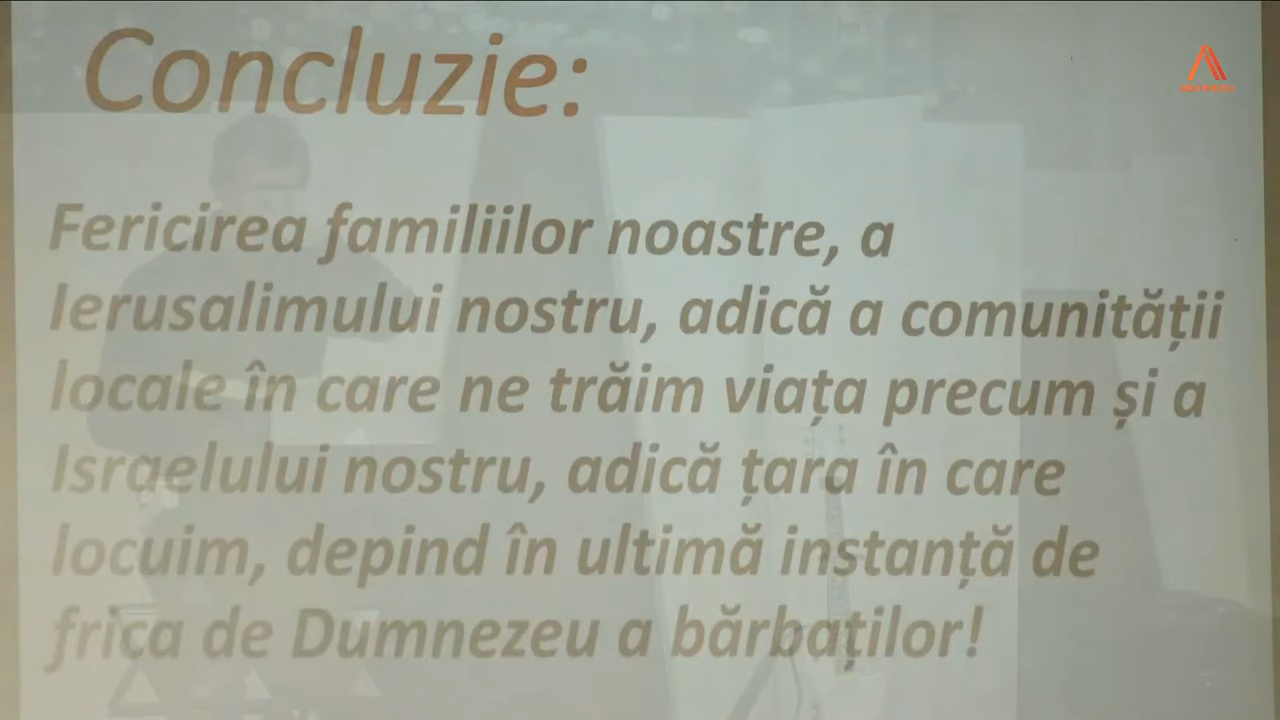 Concluzie:
Fericirea familiilor noastre, a
Ierusalimului nostru, adică a comunității
locale în care ne trăim viața precum și a
Israelului nostru, adică țara în care
locuim, depind în ultimă instanță de
frica de Dumnezeu a bărbaților!